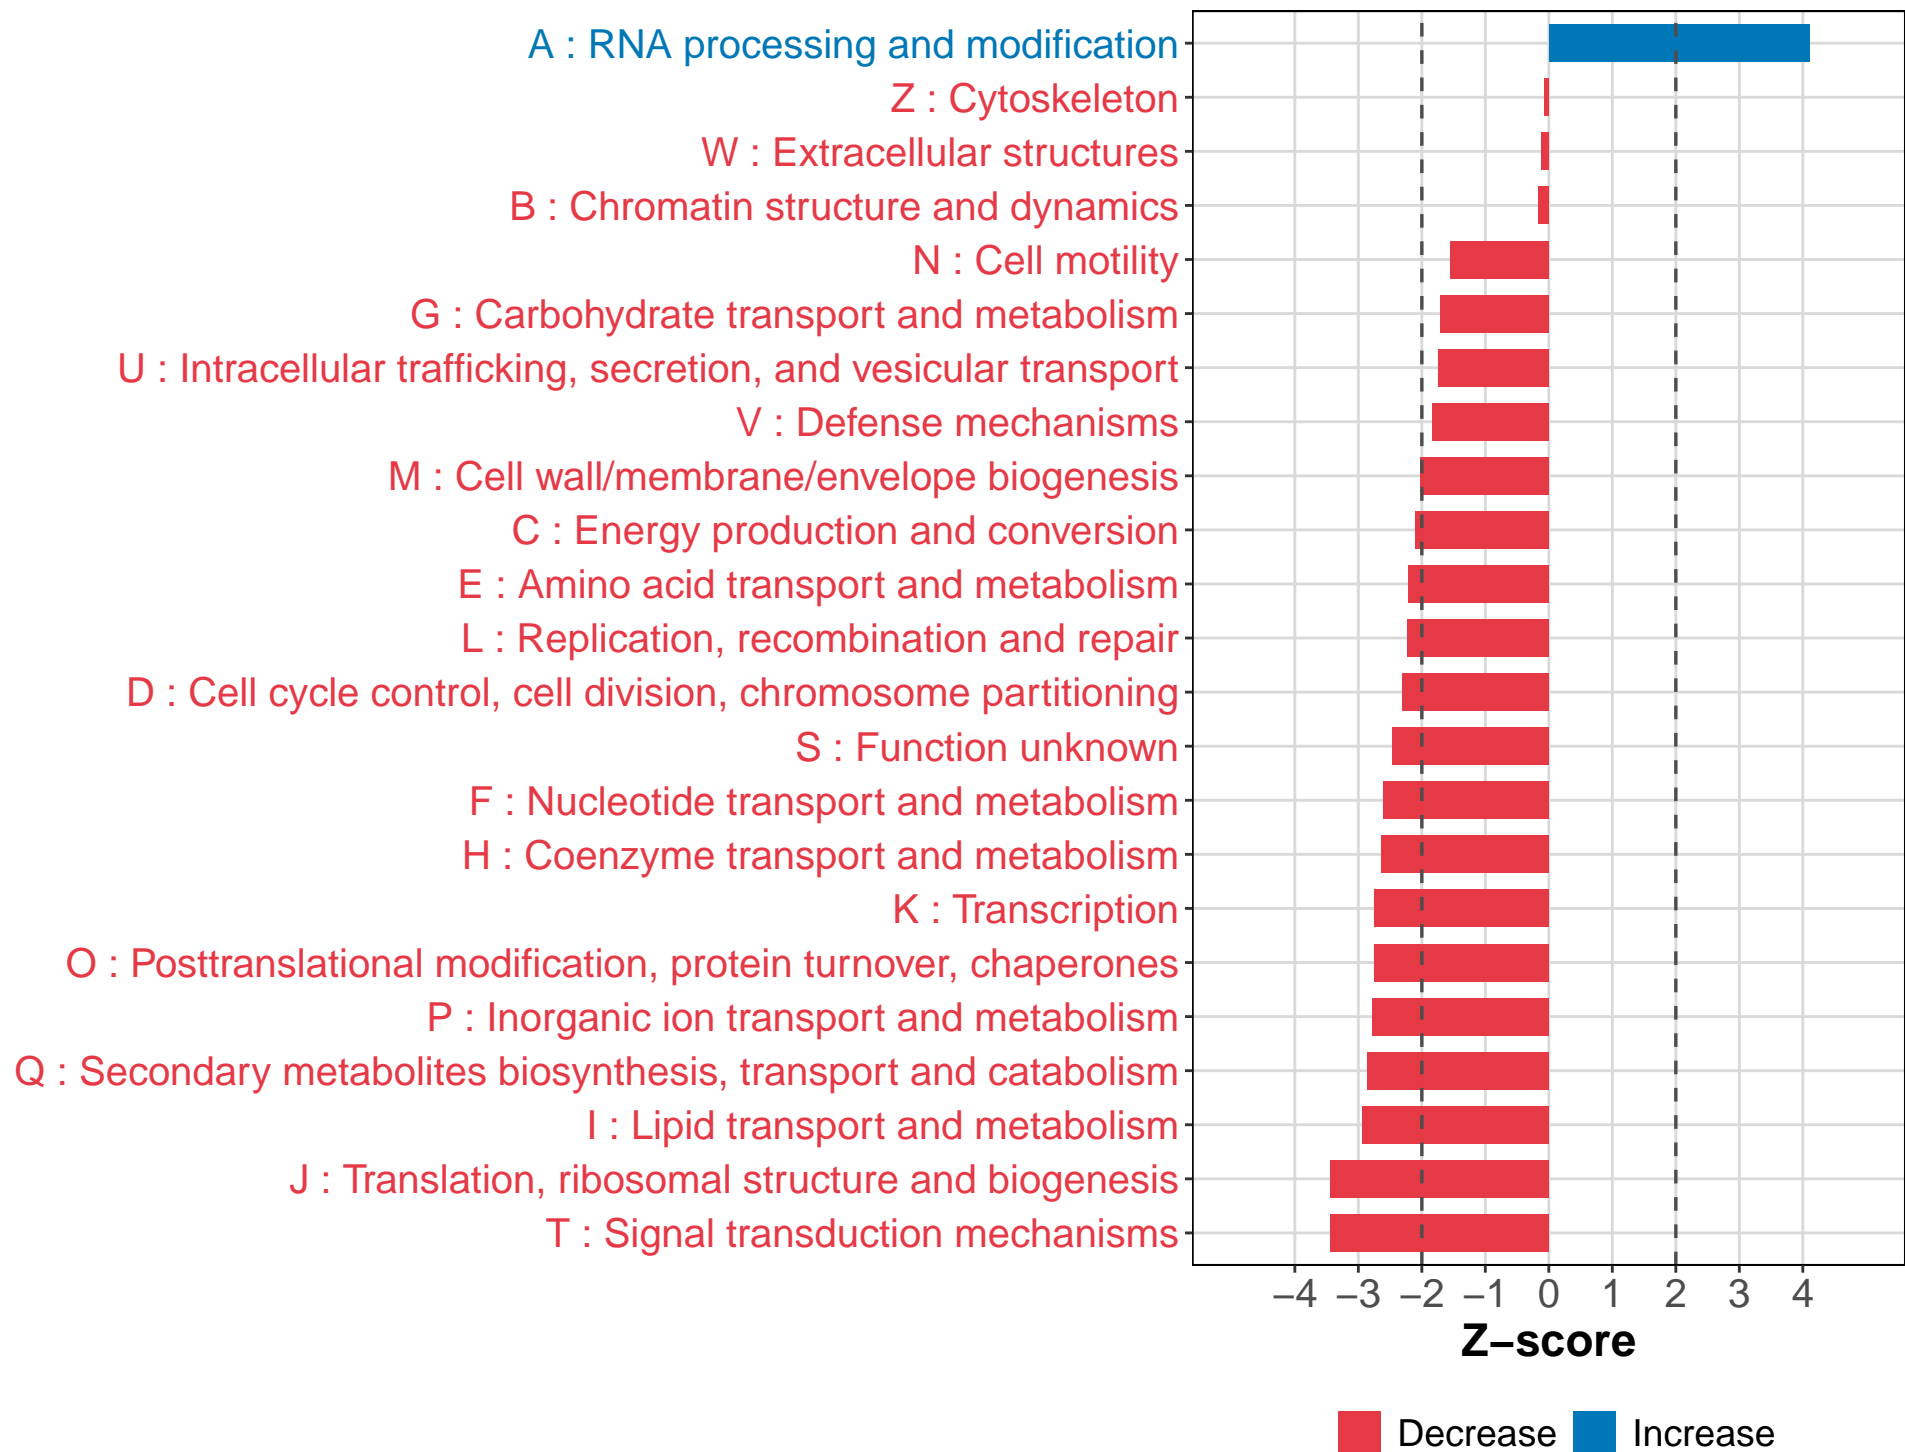 A : RNA processing and modification
Z : Cytoskeleton
W : Extracellular structures
B : Chromatin structure and dynamics
N : Cell motility
G : Carbohydrate transport and metabolism
U : Intracellular trafficking, secretion, and vesicular transport
V : Defense mechanisms
M : Cell wall/membrane/envelope biogenesis
C : Energy production and conversion
E : Amino acid transport and metabolism
L : Replication, recombination and repair
D : Cell cycle control, cell division, chromosome partitioning
S : Function unknown
F : Nucleotide transport and metabolism
H : Coenzyme transport and metabolism
K : Transcription
O : Posttranslational modification, protein turnover, chaperones
P : Inorganic ion transport and metabolism
Q : Secondary metabolites biosynthesis, transport and catabolism
I : Lipid transport and metabolism
J : Translation, ribosomal structure and biogenesis
T : Signal transduction mechanisms
−4 −3 −2 −1 0 1 2 3 4
Z−score
Decrease Increase